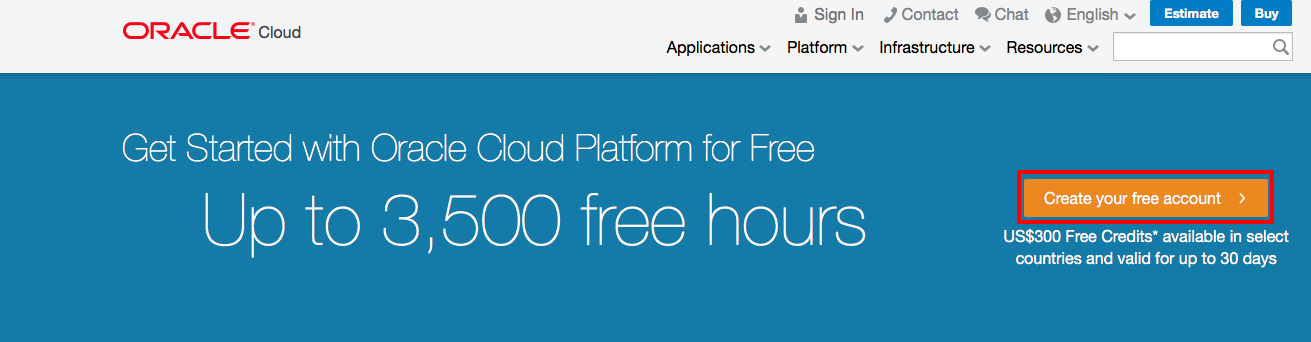 Sign In Contact Chat English Estimate Buy
ORACLE® Cloud
Applications Platform Infrastructure Resources
Get Started with Oracle Cloud Platform for Free
Up to 3,500 free hours
Create your free account
US$300 Free Credits* available in select
countries and valid for up to 30 days